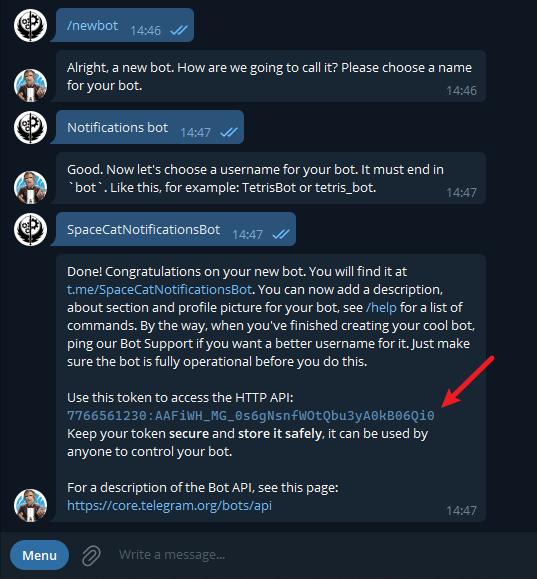 /newbot 14:46
Alright, a new bot. How are we going to call it? Please choose a name
for your bot. 14:46
Notifications bot 14:47
Good. Now let's choose a username for your bot. It must end in
`bot`. Like this, for example: TetrisBot or tetris_bot. 14:47
SpaceCatNotificationsBot 14:47
Done! Congratulations on your new bot. You will find it at
t.me/SpaceCatNotificationsBot. You can now add a description,
about section and profile picture for your bot, see /help for a list of
commands. By the way, when you've finished creating your cool bot,
ping our Bot Support if you want a better username for it. Just make
sure the bot is fully operational before you do this.
Use this token to access the HTTP API:
7766561230:AAFiWH_MG_0s6gNsnfWOtQbu3yA0kB06Qi0
Keep your token secure and store it safely, it can be used by
anyone to control your bot.
For a description of the Bot API, see this page:
https://core.telegram.org/bots/api 14:47
Menu Write a message...